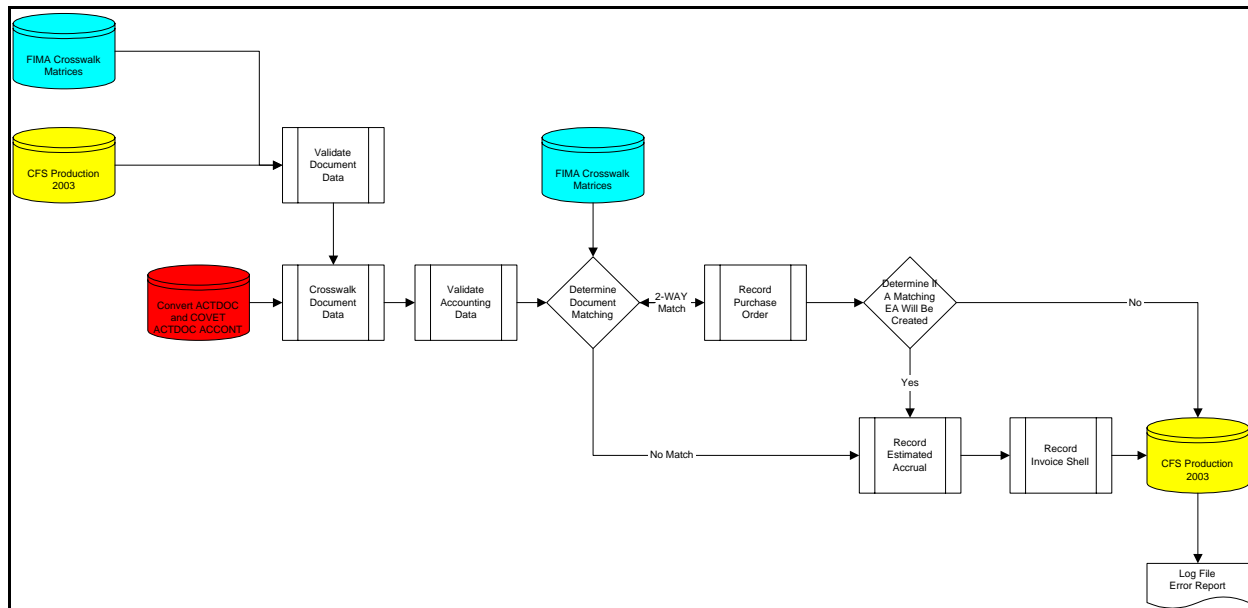 FIMA Crosswalk
Matrices
CFS Production
2003
Validate
Document
Data
FIMA Crosswalk
Matrices
Convert ACTDOC
and COVET
ACTDOC ACCONT
Crosswalk
Document
Data
Validate
Accounting
Data
Determine
Document
Matching
2-WAY
Match
Record
Purchase
Order
Determine If
A Matching
EA Will Be
Created
No
Yes
No Match
Record
Estimated
Accrual
Record
Invoice Shell
CFS Production
2003
Log File
Error Report